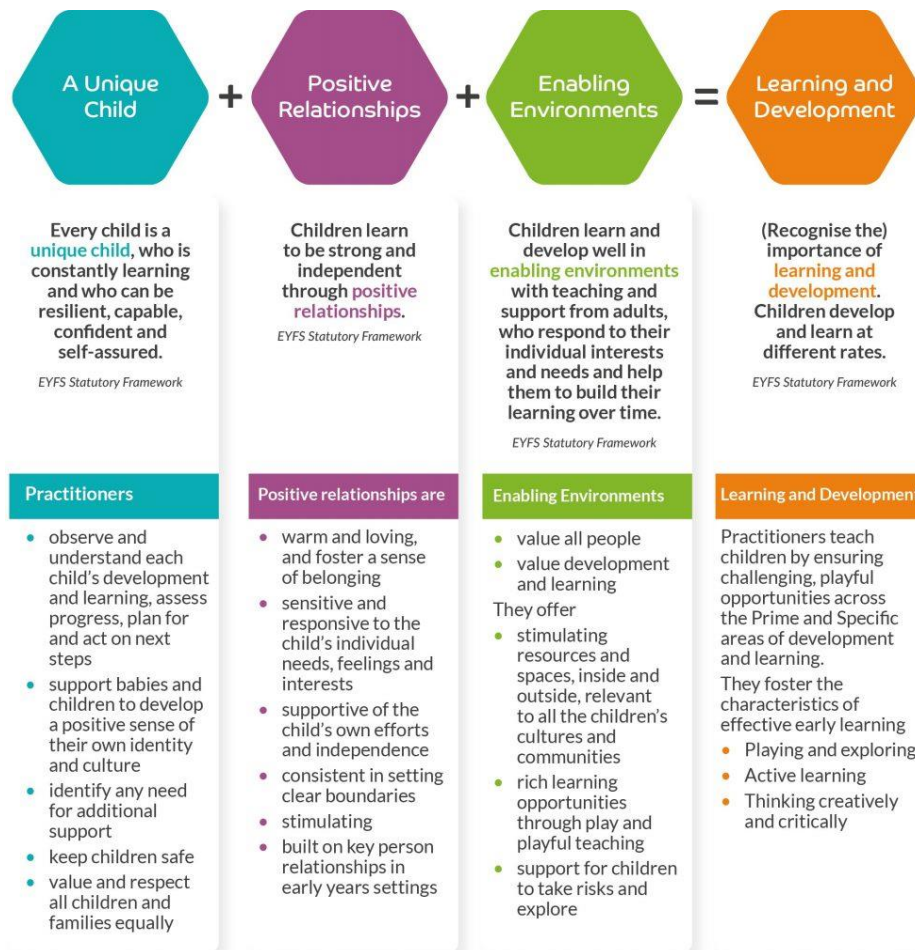 A Unique
Child
+
Positive
Relationships
+
Enabling
Environments
=
Learning and
Development
Every child is a
unique child, who is
constantly learning
and who can be
resilient, capable,
confident and
self-assured.
EYFS Statutory Framework
Children learn
to be strong and
independent
through positive
relationships.
EYFS Statutory Framework
Children learn and
develop well in
enabling environments
with teaching and
support from adults,
who respond to their
individual interests
and needs and help
them to build their
learning over time.
EYFS Statutory Framework
(Recognise the)
importance of
learning and
development.
Children develop
and learn at
different rates.
EYFS Statutory Framework
Practitioners
• observe and
understand each
child's development
and learning, assess
progress, plan for
and act on next
steps
• support babies and
children to develop
a positive sense of
their own identity
and culture
• identify any need
for additional
support
• keep children safe
• value and respect
all children and
families equally
Positive relationships are
• warm and loving,
and foster a sense
of belonging
• sensitive and
responsive to the
child's individual
needs, feelings and
interests
• supportive of the
child's own efforts
and independence
• consistent in setting
clear boundaries
• stimulating
• built on key person
relationships in
early years settings
Enabling Environments
• value all people
• value development
and learning
They offer
• stimulating
resources and
spaces, inside and
outside, relevant
to all the children's
cultures and
communities
• rich learning
opportunities
through play and
playful teaching
• support for children
to take risks and
explore
Learning and Development
Practitioners teach
children by ensuring
challenging, playful
opportunities across
the Prime and Specific
areas of development
and learning.
They foster the
characteristics of
effective early learning
• Playing and exploring
• Active learning
• Thinking creatively
and critically